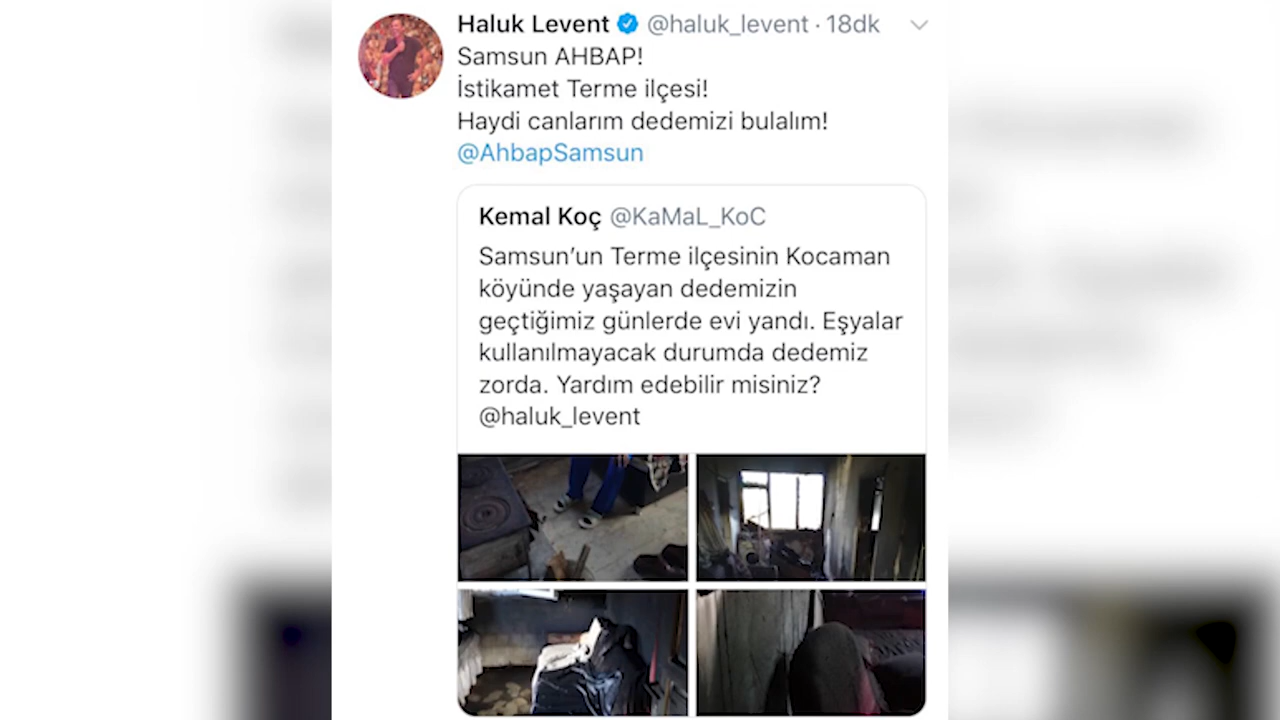 Haluk Levent @haluk_levent · 18dk
Samsun AHBAP!
İstikamet Terme ilçesi!
Haydi canlarım dedemizi bulalım!
@AhbapSamsun
Kemal Koç @KaMaL_KoC
Samsun’un Terme ilçesinin Kocaman
köyünde yaşayan dedemizin
geçtiğimiz günlerde evi yandı. Eşyalar
kullanılmayacak durumda dedemiz
zorda. Yardım edebilir misiniz?
@haluk_levent